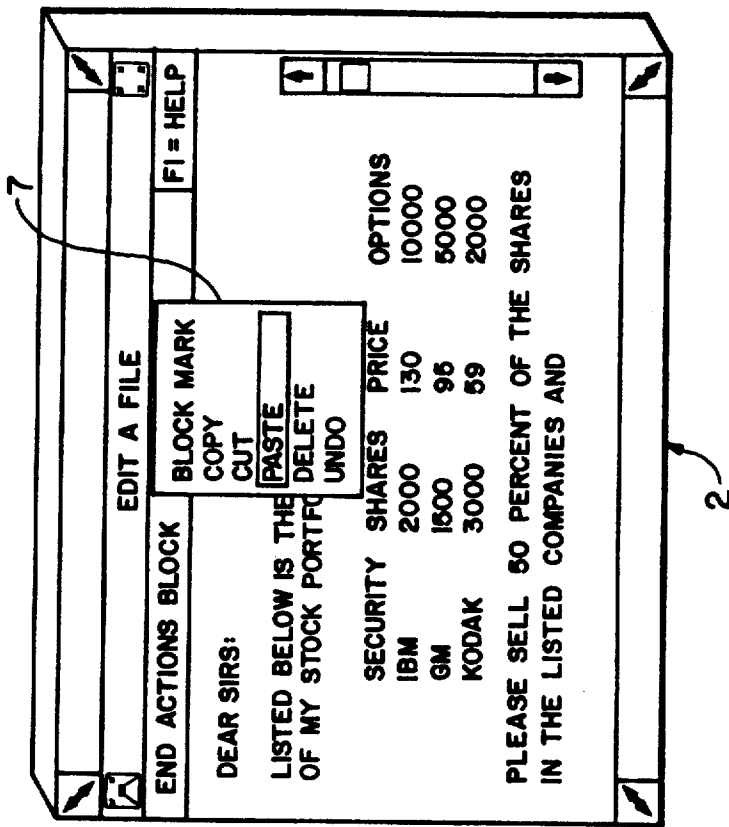 7
EDIT A FILE
END ACTIONS BLOCK F1 = HELP
BLOCK MARK
COPY
CUT
PASTE
DELETE
UNDO
DEAR SIRS:
LISTED BELOW IS THE
OF MY STOCK PORTFO
SECURITY SHARES PRICE OPTIONS
IBM 2000 130 10000
GM 1500 95 5000
KODAK 3000 59 2000
PLEASE SELL 50 PERCENT OF THE SHARES
IN THE LISTED COMPANIES AND
2